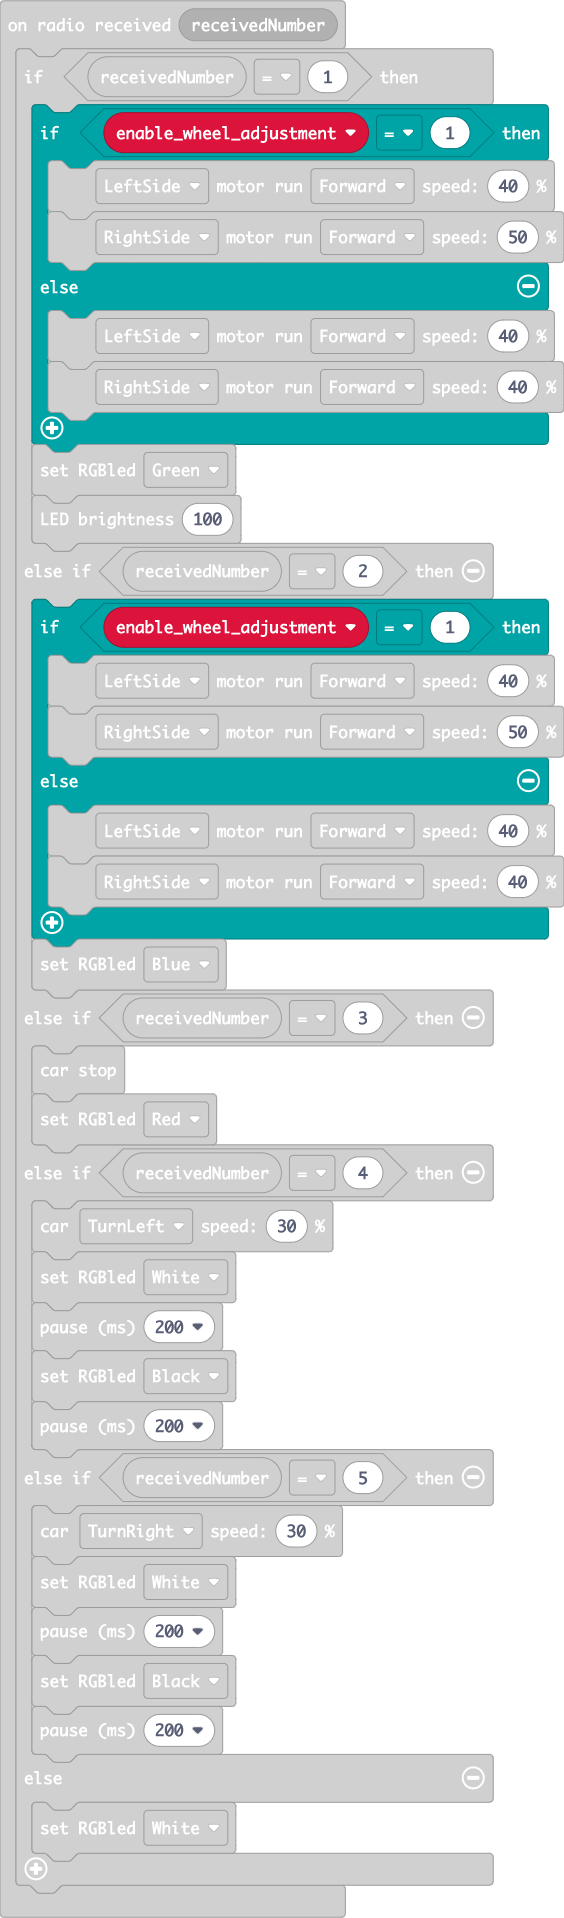 on radio received receivedNumber
if receivedNumber = 1 then
if enable_wheel_adjustment = 1 then
LeftSide motor run Forward speed: 40 %
RightSide motor run Forward speed: 50 %
else
LeftSide motor run Forward speed: 40 %
RightSide motor run Forward speed: 40 %
set RGBled Green
LED brightness 100
else if receivedNumber = 2 then
if enable_wheel_adjustment = 1 then
LeftSide motor run Forward speed: 40 %
RightSide motor run Forward speed: 50 %
else
LeftSide motor run Forward speed: 40 %
RightSide motor run Forward speed: 40 %
set RGBled Blue
else if receivedNumber = 3 then
car stop
set RGBled Red
else if receivedNumber = 4 then
car TurnLeft speed: 30 %
set RGBled White
pause (ms) 200
set RGBled Black
pause (ms) 200
else if receivedNumber = 5 then
car TurnRight speed: 30 %
set RGBled White
pause (ms) 200
set RGBled Black
pause (ms) 200
else
set RGBled White